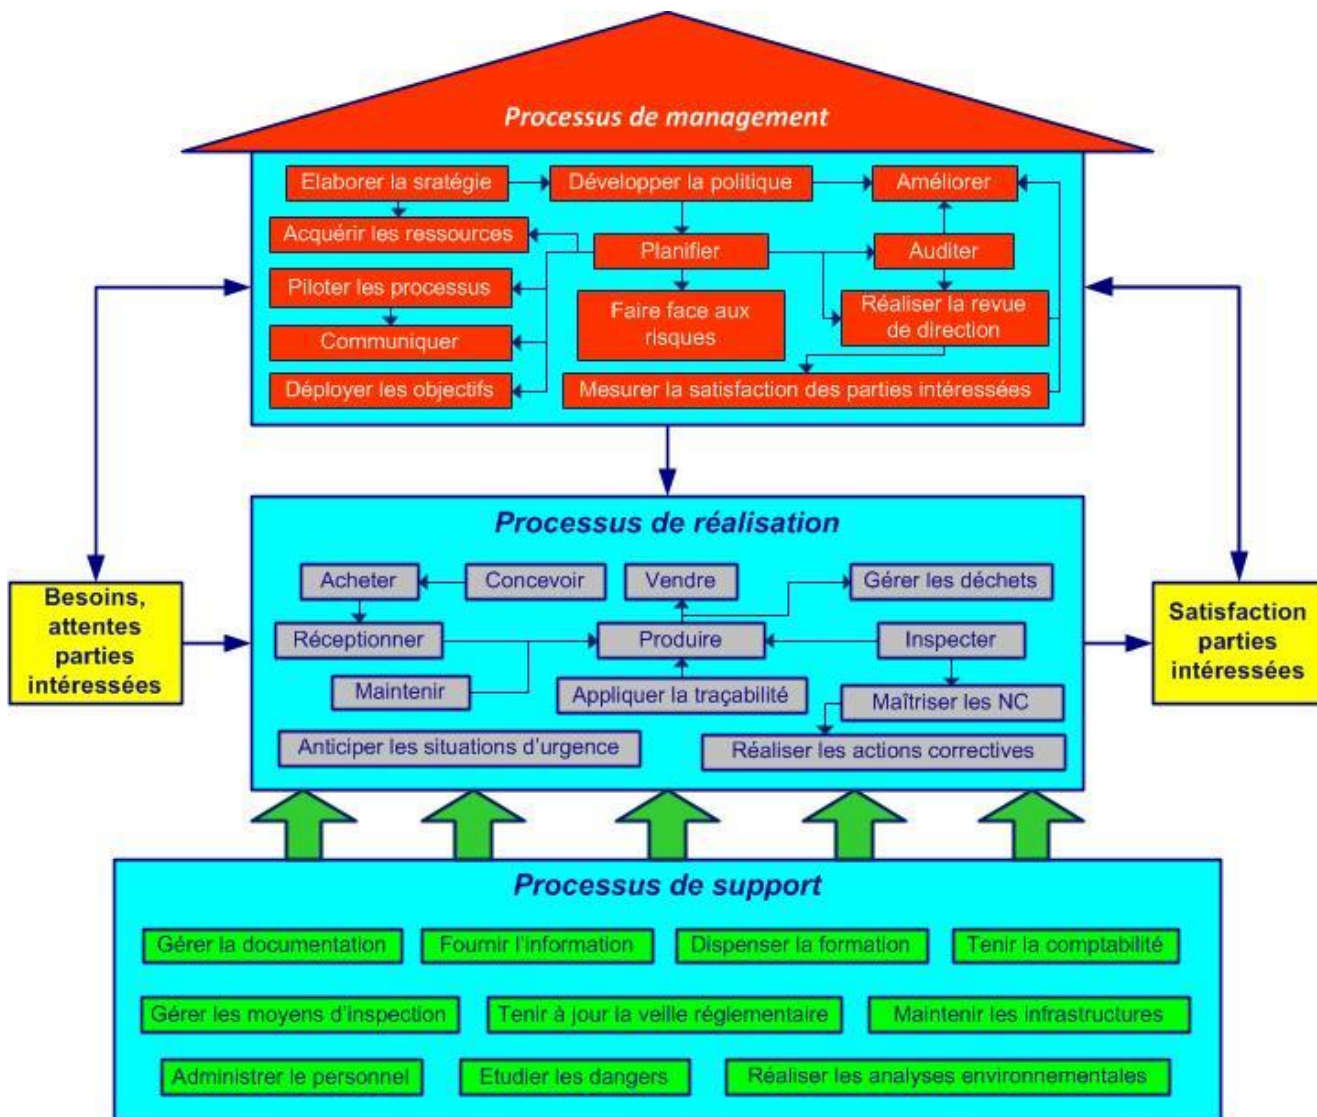 Processus de management
Elaborer la sratégie
Développer la politique
Améliorer
Acquérir les ressources
Planifier
Auditer
Piloter les processus
Faire face aux
risques
Réaliser la revue
de direction
Communiquer
Déployer les objectifs
Mesurer la satisfaction des parties intéressées
Processus de réalisation
Acheter
Concevoir
Vendre
Gérer les déchets
Besoins,
attentes
parties
intéressées
Réceptionner
Produire
Inspecter
Satisfaction
parties
intéressées
Maintenir
Appliquer la traçabilité
Maîtriser les NC
Anticiper les situations d'urgence
Réaliser les actions correctives
Processus de support
Gérer la documentation
Fournir l'information
Dispenser la formation
Tenir la comptabilité
Gérer les moyens d'inspection
Tenir à jour la veille réglementaire
Maintenir les infrastructures
Administrer le personnel
Etudier les dangers
Réaliser les analyses environnementales